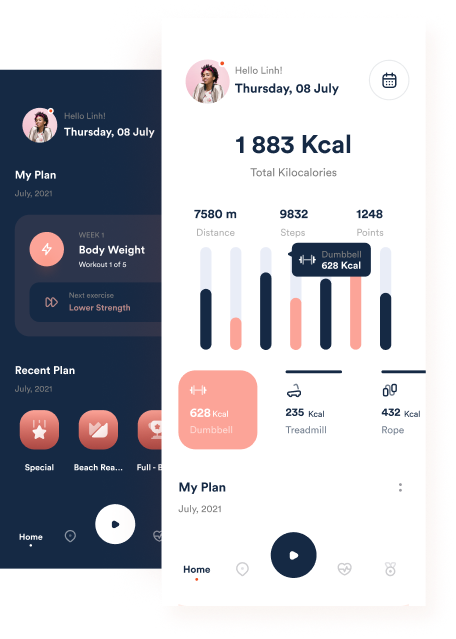 Hello Linh!
Thursday, 08 July
My Plan
July, 2021
WEEK 1
Body Weight
Workout 1 of 5
Next exercise
Lower Strength
Recent Plan
July, 2021
Special
Beach Rea...
Full - B
Home
Hello Linh!
Thursday, 08 July
1 883 Kcal
Total Kilocalories
7580 m
9832
1248
Distance
Steps
Points
Dumbbell
628 Kcal
628 Kcal
Dumbbell
235 Kcal
Treadmill
432 Kcal
Rope
My Plan
July, 2021
Home